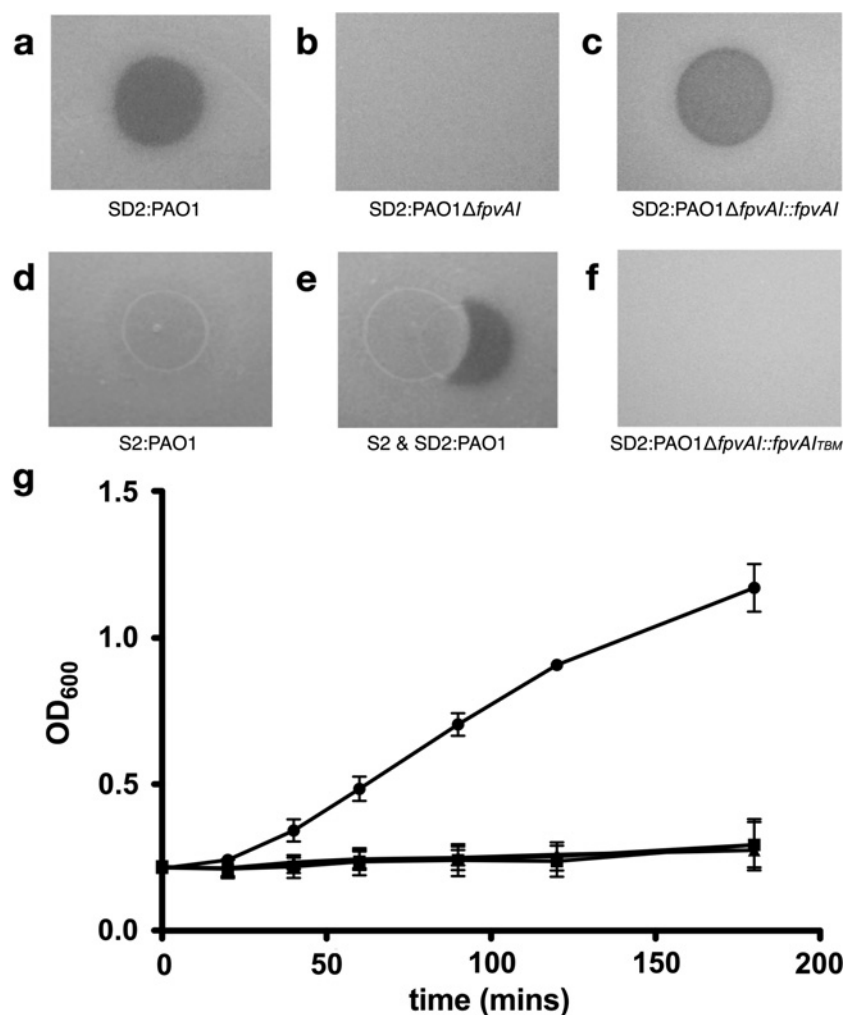 a
b
c
SD2:PAO1
SD2:PAO1ΔfpvAI
SD2:PAO1ΔfpvAI::fpvAI
d
e
f
S2:PAO1
S2 & SD2:PAO1
SD2:PAO1ΔfpvAI::fpvAITBM
g
1.5
1.0
0.5
0.0
OD600
0
50
100
150
200
time (mins)